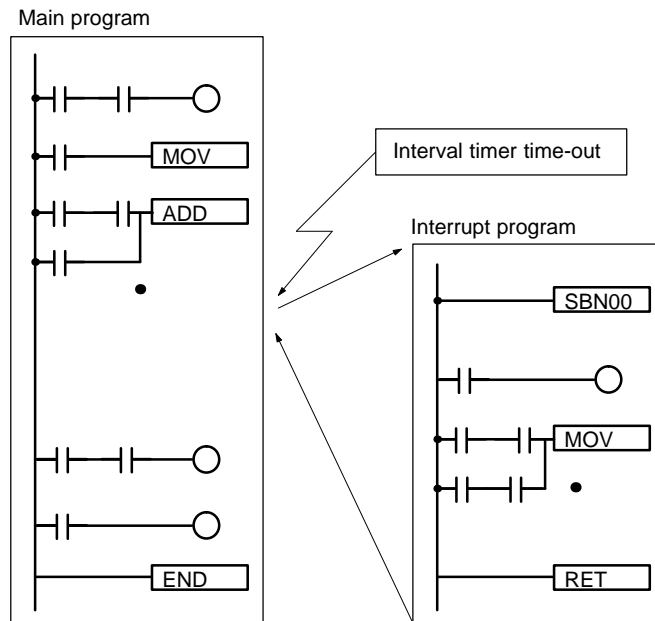 Main program
MOV
ADD
END
Interval timer time-out
Interrupt program
SBN00
MOV
RET